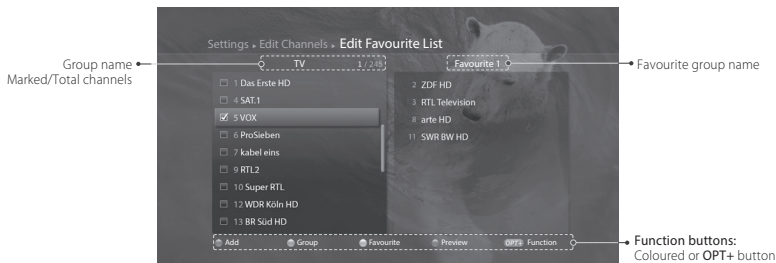 Settings ▸ Edit Channels ▸ Edit Favourite List
Group name
Marked/Total channels
TV 1 / 245
Favourite 1
Favourite group name
1 Das Erste HD
4 SAT.1
5 VOX
6 ProSieben
7 kabel eins
9 RTL2
10 Super RTL
12 WDR Köln HD
13 BR Süd HD
2 ZDF HD
3 RTL Television
8 arte HD
11 SWR BW HD
Add Group Favourite Preview OPT+ Function
Function buttons:
Coloured or OPT+ button